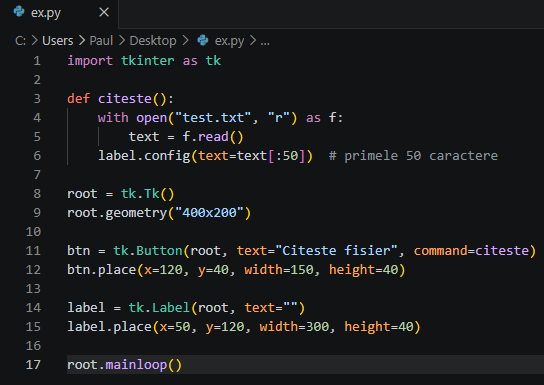 ex.py
C: > Users > Paul > Desktop > ex.py > ...
1 import tkinter as tk
2
3 def citeste():
4     with open("test.txt", "r") as f:
5         text = f.read()
6     label.config(text=text[:50])  # primele 50 caractere
7
8 root = tk.Tk()
9 root.geometry("400x200")
10
11 btn = tk.Button(root, text="Citeste fisier", command=citeste)
12 btn.place(x=120, y=40, width=150, height=40)
13
14 label = tk.Label(root, text="")
15 label.place(x=50, y=120, width=300, height=40)
16
17 root.mainloop()